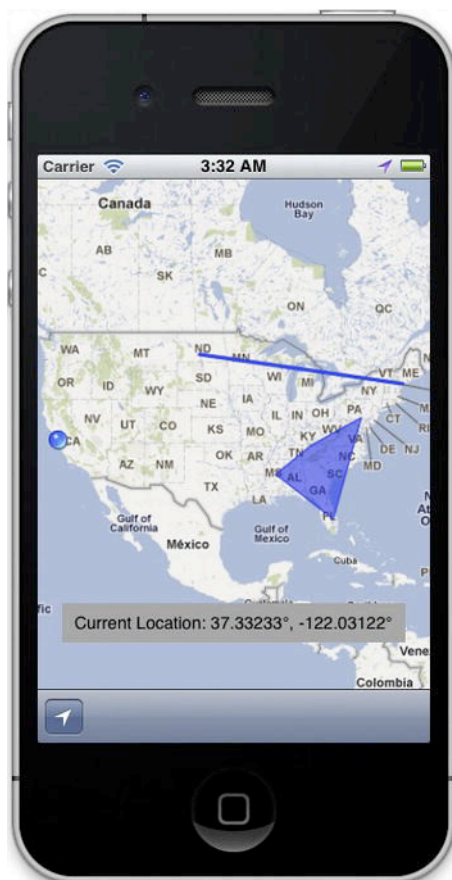 Carrier 3:32 AM
Canada
Hudson
Bay
AB
MB
SK
ON
QC
WA
MT
ND
MN
VT
ME
OR
ID
SD
WI
MI
NY
WY
NE
IA
PA
CT
NV
UT
CO
IL
IN
OH
CA
KS
MO
KY
WV
VA
RI
DE
NJ
AZ
NM
OK
AR
TN
NC
MD
MS
AL
SC
TX
GA
LA
FL
Gulf of
California
Gulf of
Mexico
México
Cuba
Current Location: 37.33233°, -122.03122°
Colombia